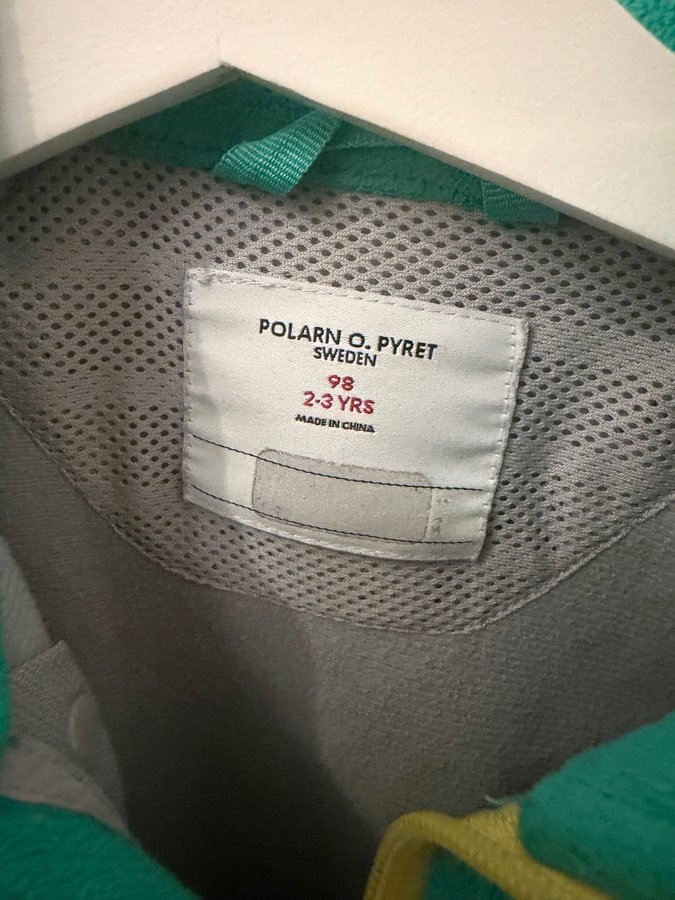 POLARN O. PYRET
SWEDEN
98
2-3 YRS
MADE IN CHINA